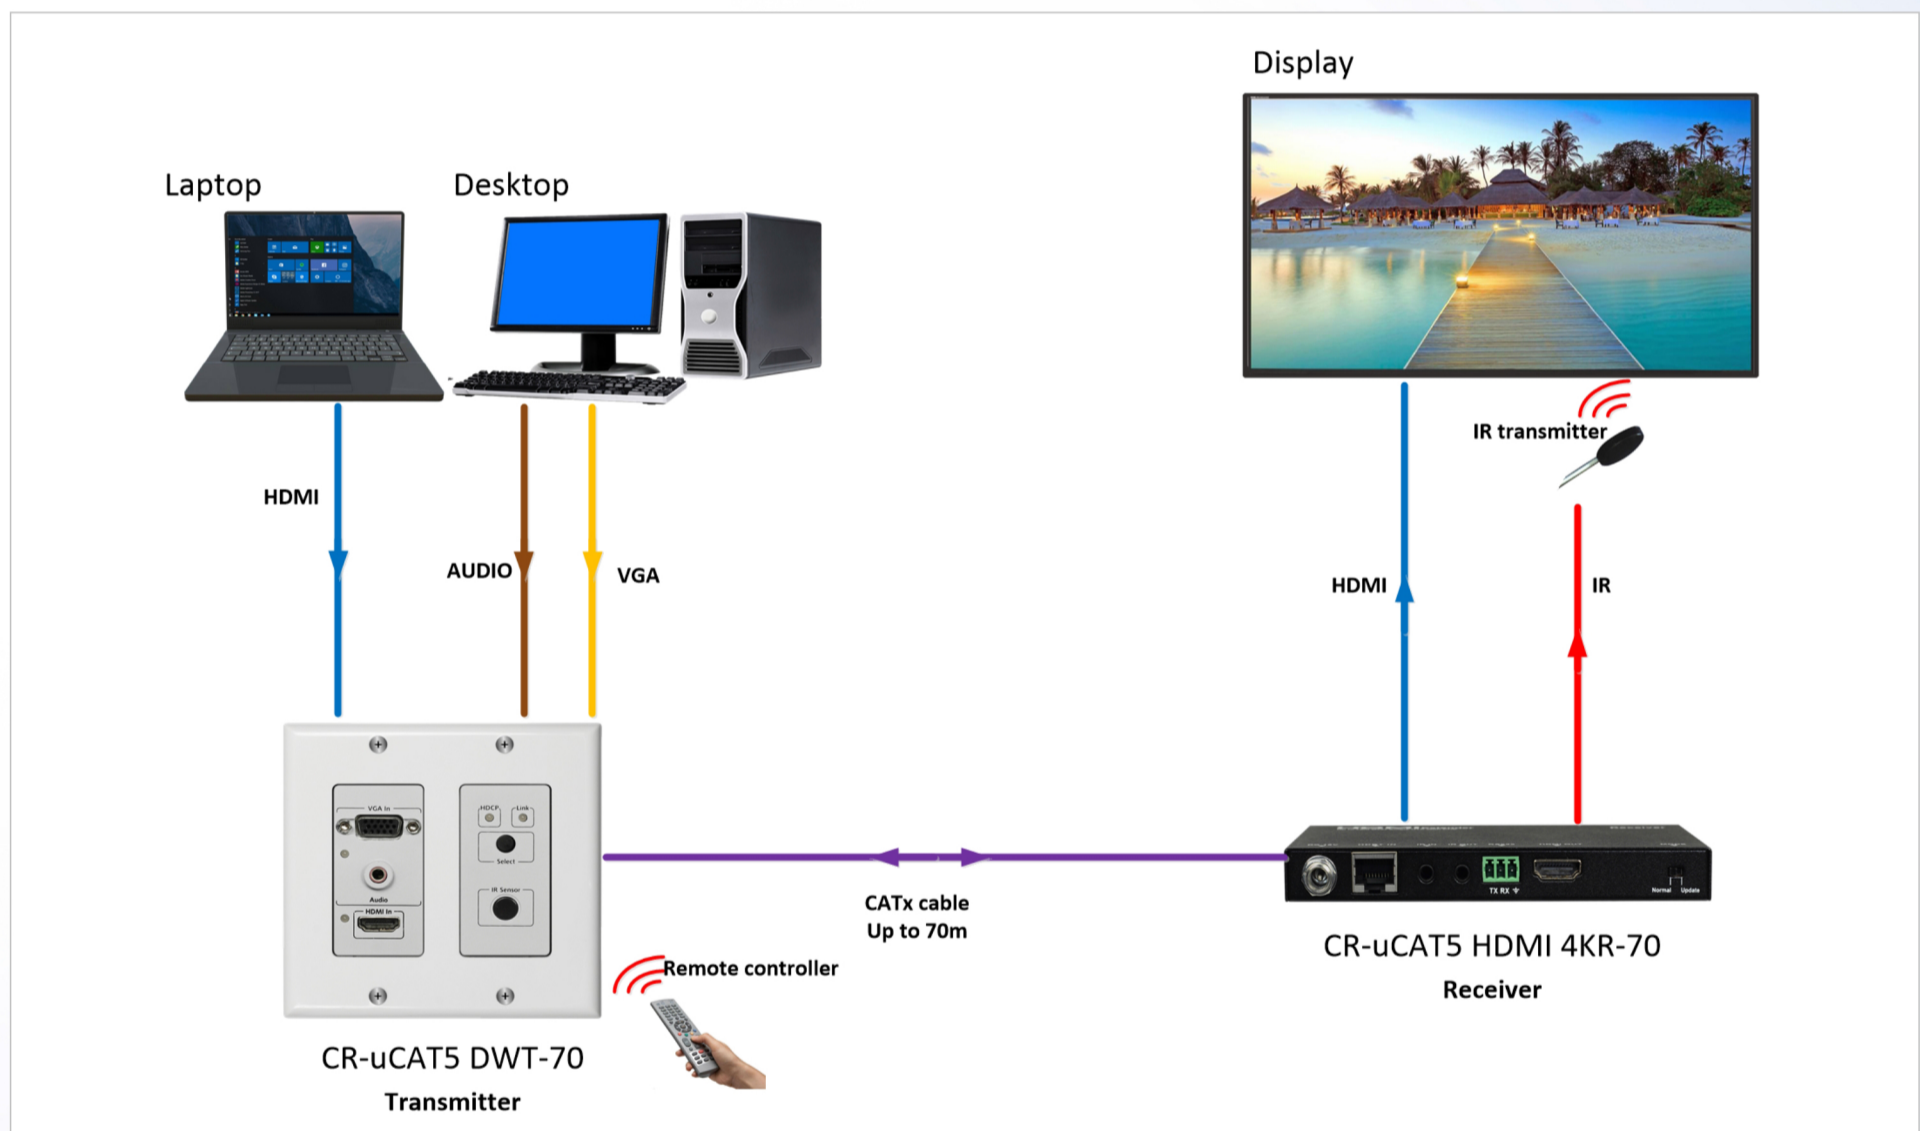 Display
Laptop
Desktop
IR transmitter
HDMI
AUDIO
VGA
HDMI
IR
VGA In
Audio
HDMI In
HDCP
Link
Select
IR Sensor
CATx cable
Up to 70m
TX RX
Normal
Update
Receiver
CR-uCAT5 HDMI 4KR-70
Receiver
Remote controller
CR-uCAT5 DWT-70
Transmitter